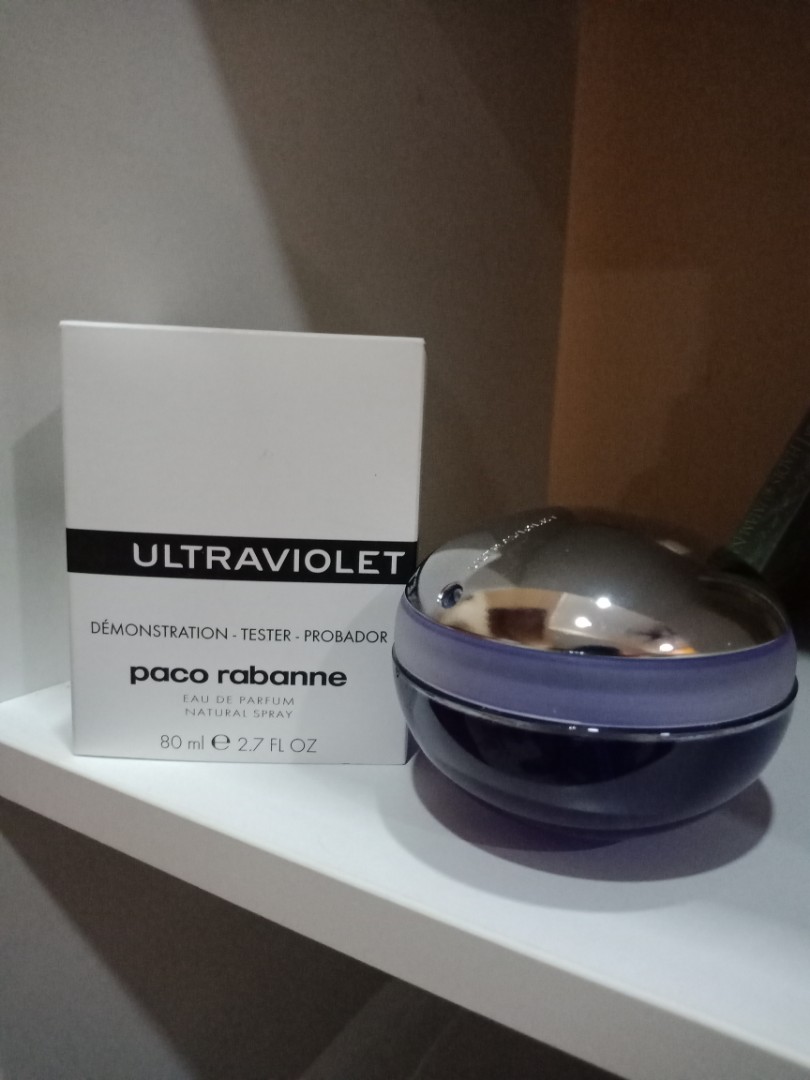 ULTRAVIOLET
DÉMONSTRATION - TESTER - PROBADOR
paco rabanne
EAU DE PARFUM
NATURAL SPRAY
80 ml ℮ 2.7 FL OZ